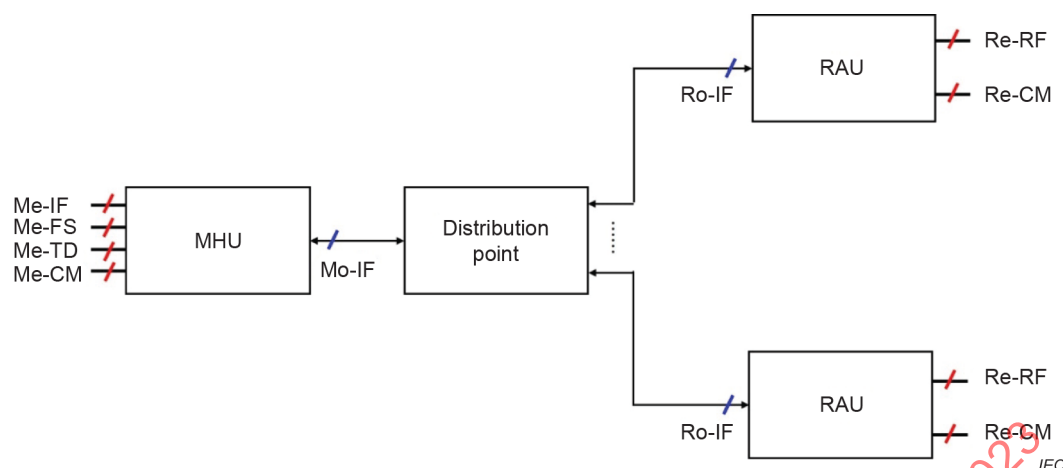 Me-IF
Me-FS
Me-TD
Me-CM
MHU
Mo-IF
Distribution
point
Ro-IF
RAU
Re-RF
Re-CM
Ro-IF
RAU
Re-RF
Re-CM
IEC